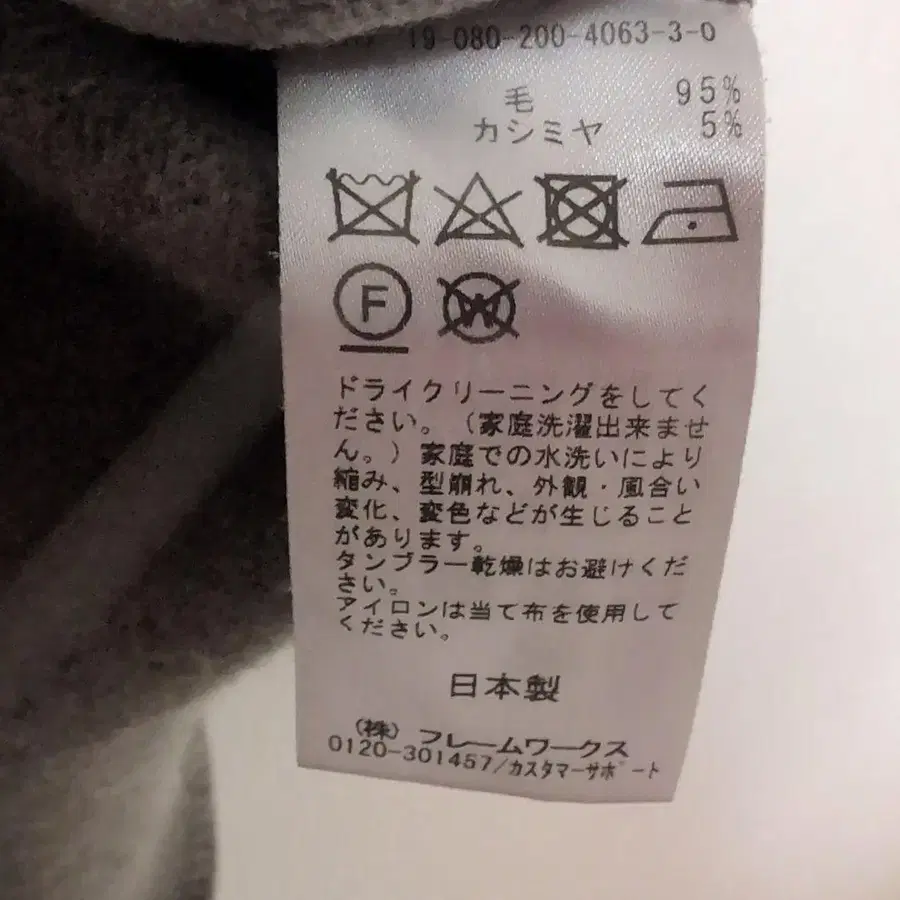 19-080-200-4063-3-0
毛 95%
カシミヤ 5%
F
W
ドライクリーニングをしてく
ださい。(家庭洗濯出来ませ
ん。)家庭での水洗いにより
縮み、型崩れ、外観・風合い
変化、変色などが生じること
があります。
タンブラー乾燥はお避けくだ
さい。
アイロンは当て布を使用して
ください。
日本製
(株)フレームワークス
0120-301457/カスタマーサポート